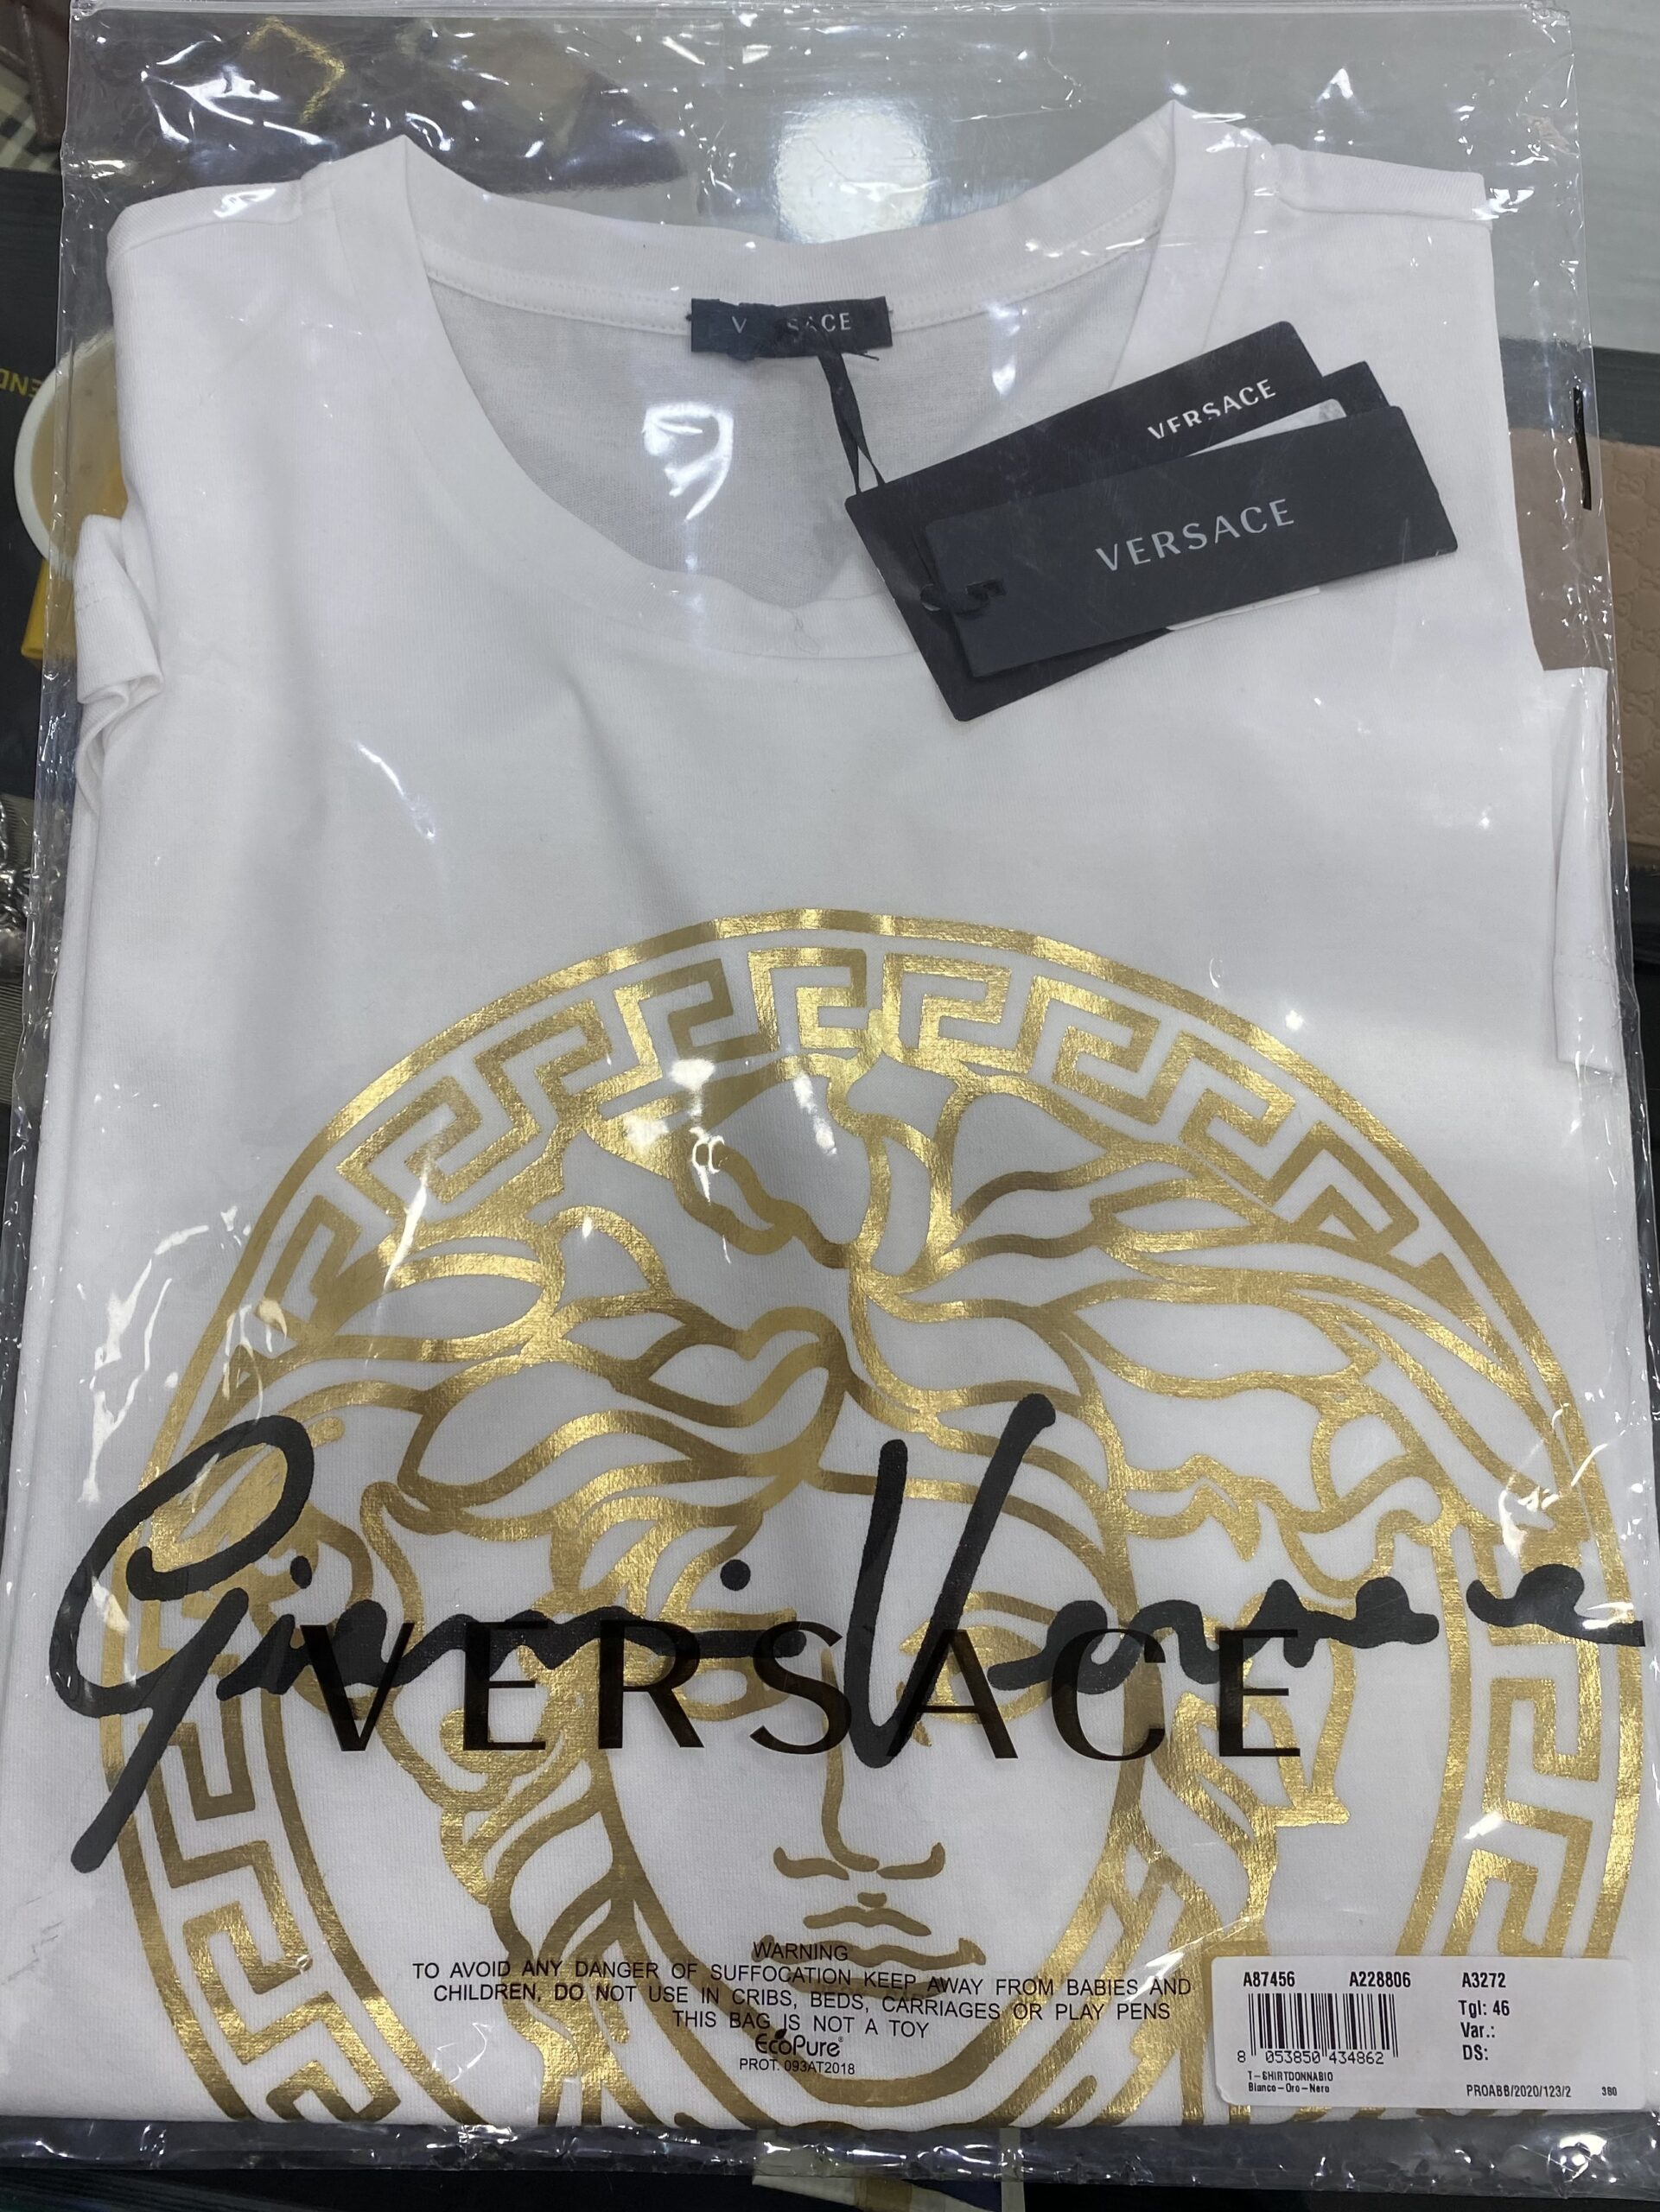 V SACE
VERSACE
VERSACE
Gianni Versace
VERSACE
WARNING
TO AVOID ANY DANGER OF SUFFOCATION KEEP AWAY FROM BABIES AND
CHILDREN, DO NOT USE IN CRIBS, BEDS, CARRIAGES OR PLAY PENS
THIS BAG IS NOT A TOY
EcoPure
PROT. 093AT2018
A87456 A228806 A3272
Tgl: 46
Var.:
DS:
8 053850 434862
T-SHIRTDONNABIO
Bianco-Oro-Nero
PROABB/2020/123/2 380